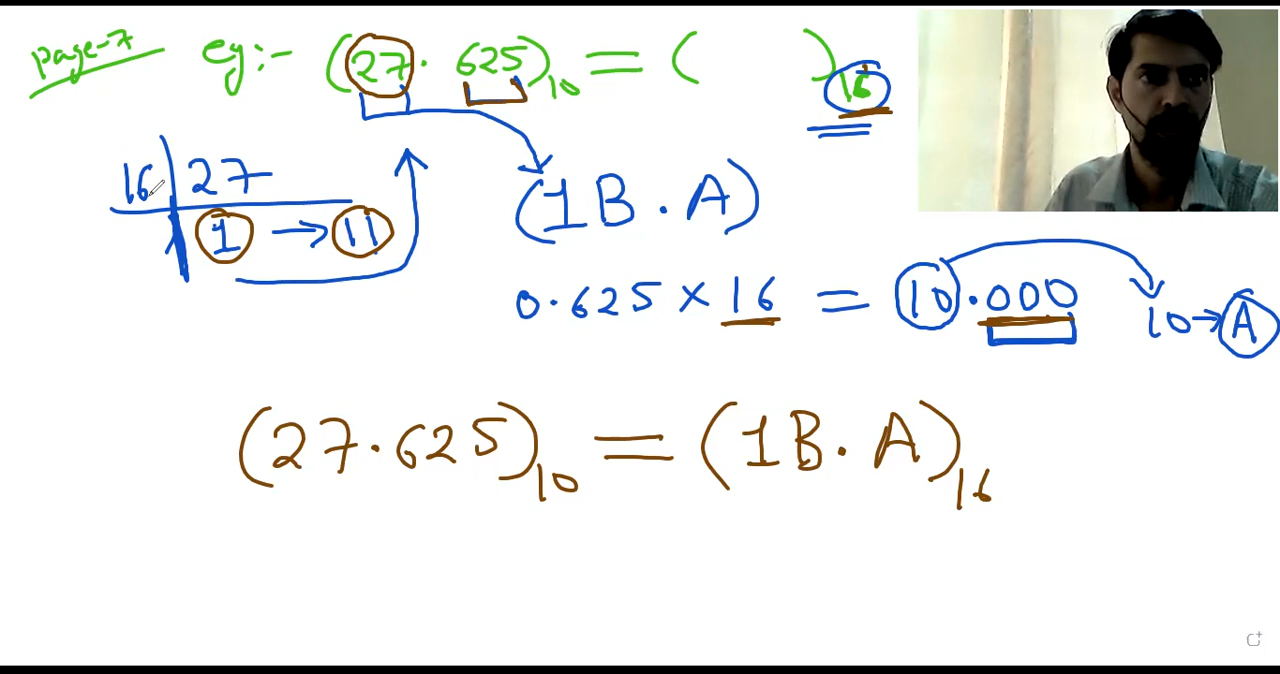 page-7 eg:- (27.625)10 = ( )16
16 27
1 → 11
(1B.A)
0.625 × 16 = 10.000 10→A
(27.625)10 = (1B.A)16